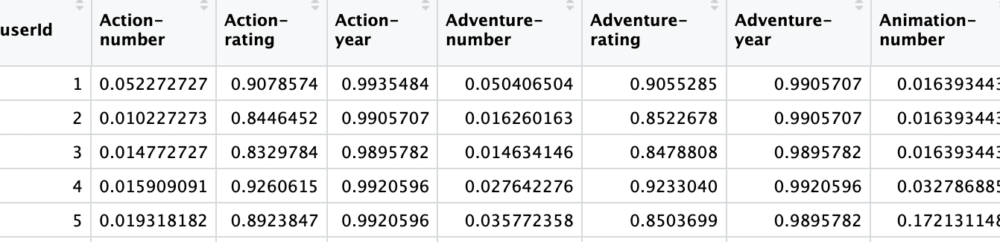 userId Action-number Action-rating Action-year Adventure-number Adventure-rating Adventure-year Animation-number
1 0.052272727 0.9078574 0.9935484 0.050406504 0.9055285 0.9905707 0.016393443
2 0.010227273 0.8446452 0.9905707 0.016260163 0.8522678 0.9905707 0.016393443
3 0.014772727 0.8329784 0.9895782 0.014634146 0.8478808 0.9895782 0.016393443
4 0.015909091 0.9260615 0.9920596 0.027642276 0.9233040 0.9920596 0.032786885
5 0.019318182 0.8923847 0.9920596 0.035772358 0.8503699 0.9895782 0.172131148